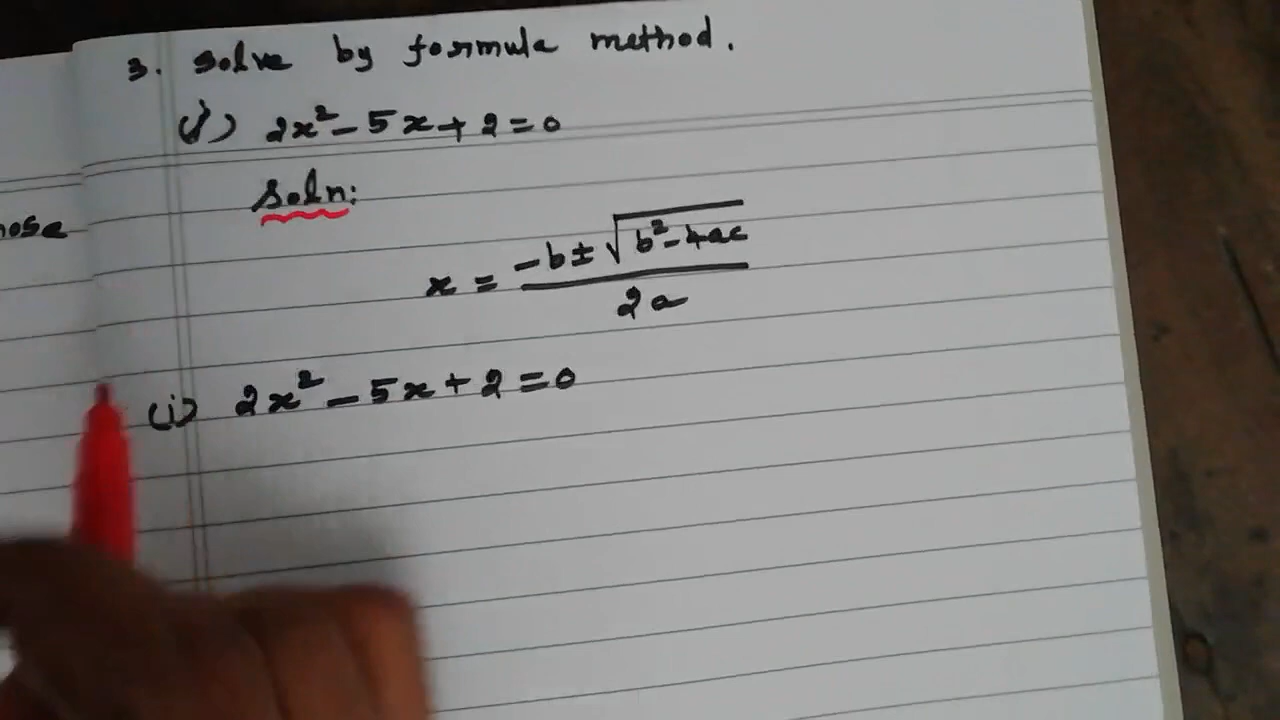 3. Solve by formula method.
(i) 2x² - 5x + 2 = 0
Soln:
x = -b ± √b² - 4ac / 2a
(i) 2x² - 5x + 2 = 0